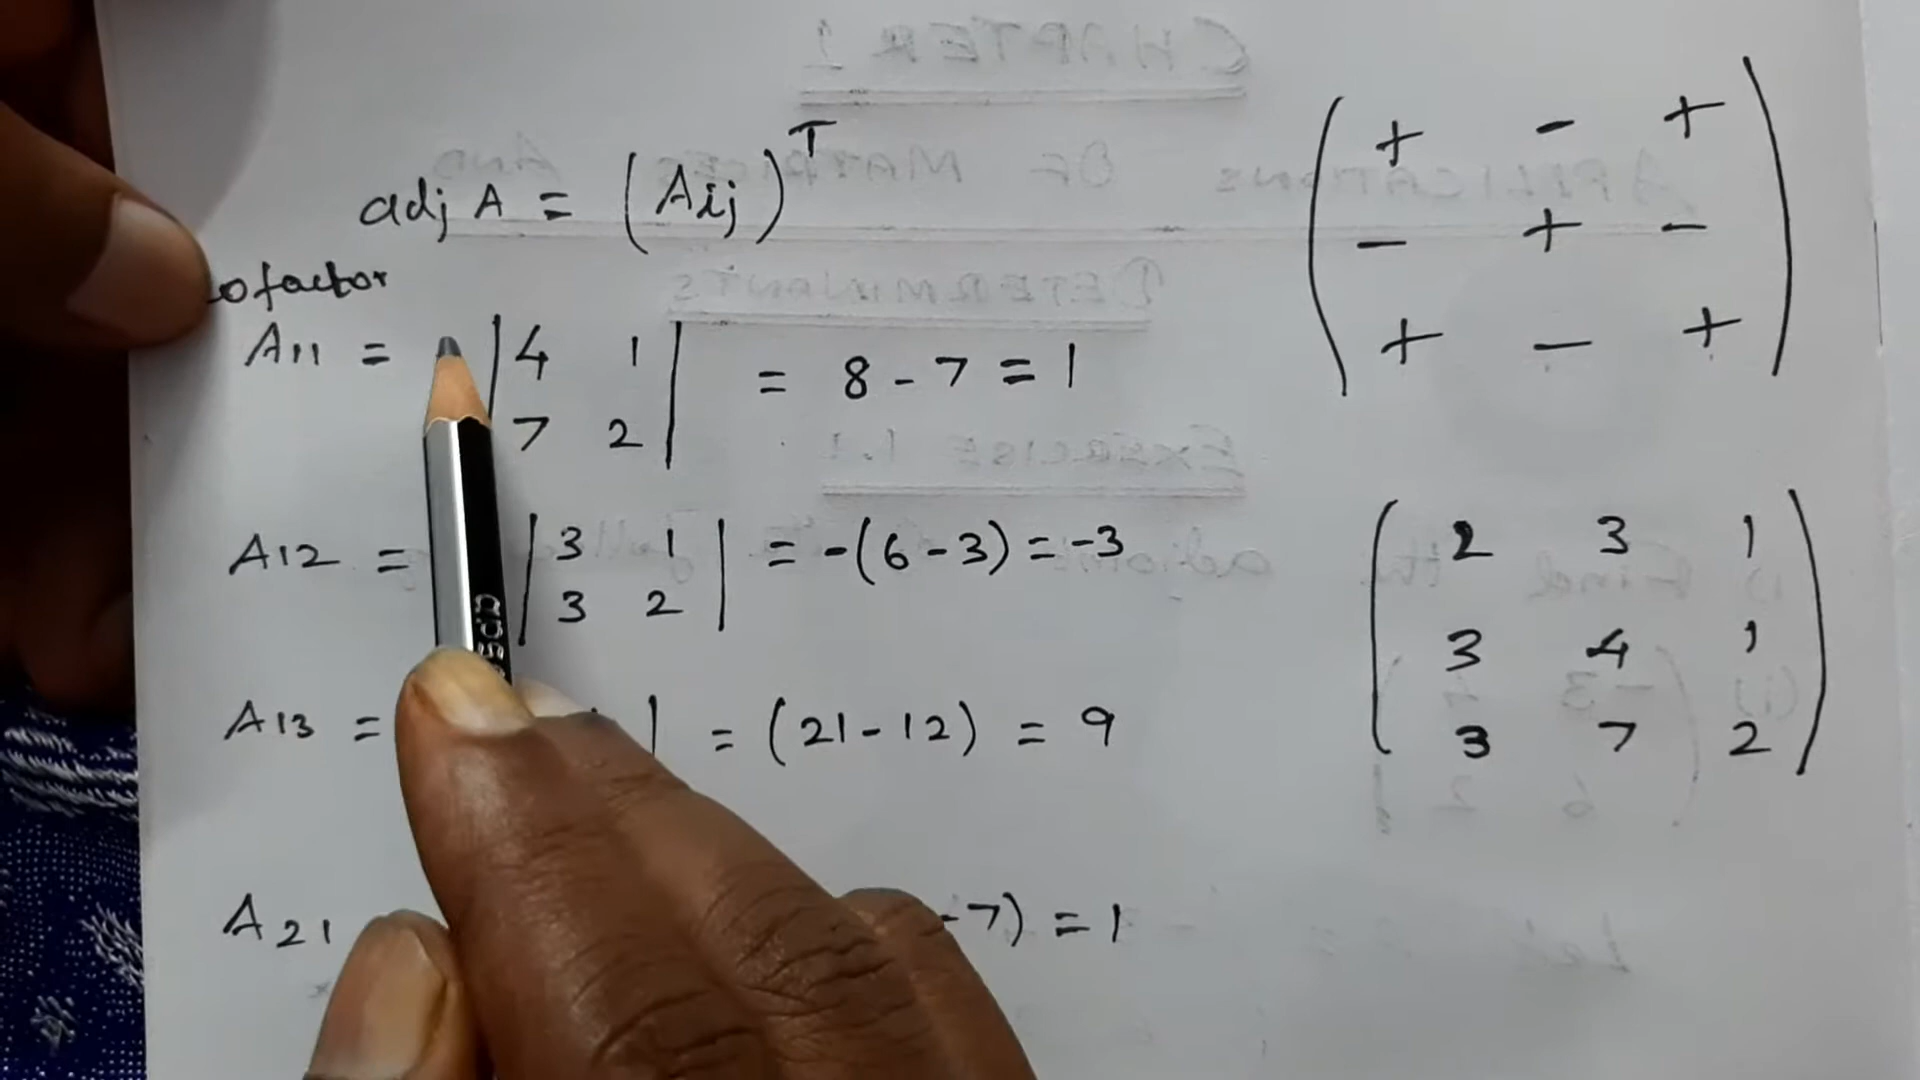 adj A = (Aij)ᵀ
ofactor
A11 = | 4 1 | = 8 - 7 = 1
7 2
A12 = | 3 1 | = -(6 - 3) = -3
3 2
A13 = | = (21 - 12) = 9
A21 - 7) = 1
+ - +
- + -
+ - +
2 3 1
3 4 1
3 7 2